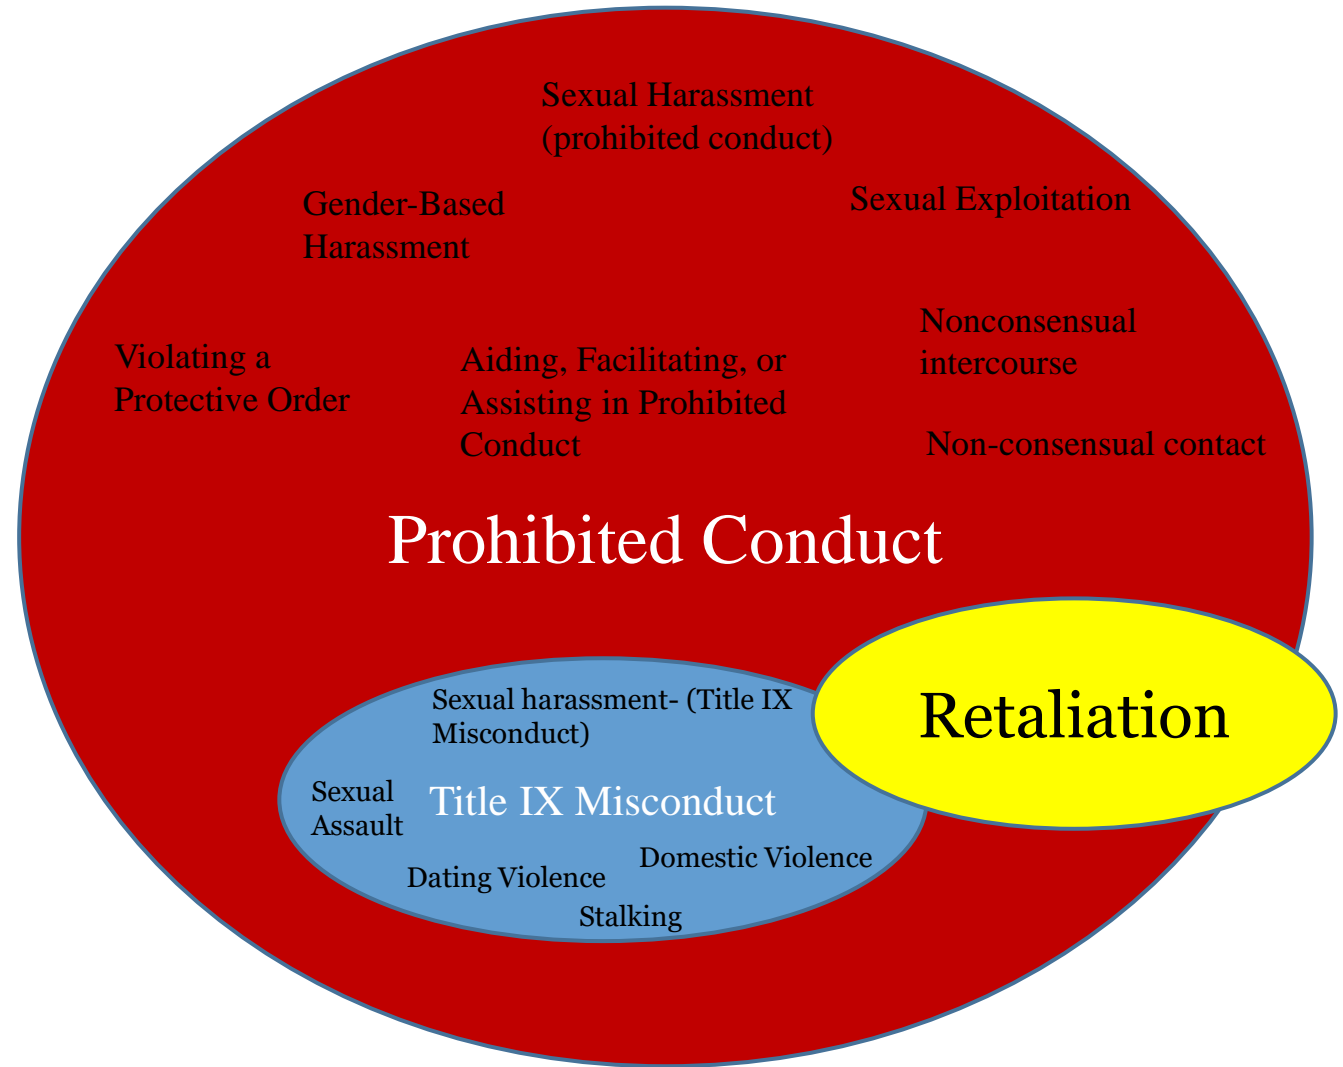 Sexual Harassment
(prohibited conduct)
Gender-Based
Harassment
Sexual Exploitation
Violating a
Protective Order
Aiding, Facilitating, or
Assisting in Prohibited
Conduct
Nonconsensual
intercourse
Non-consensual contact
Prohibited Conduct
Retaliation
Sexual harassment- (Title IX
Misconduct)
Sexual
Assault
Title IX Misconduct
Domestic Violence
Dating Violence
Stalking